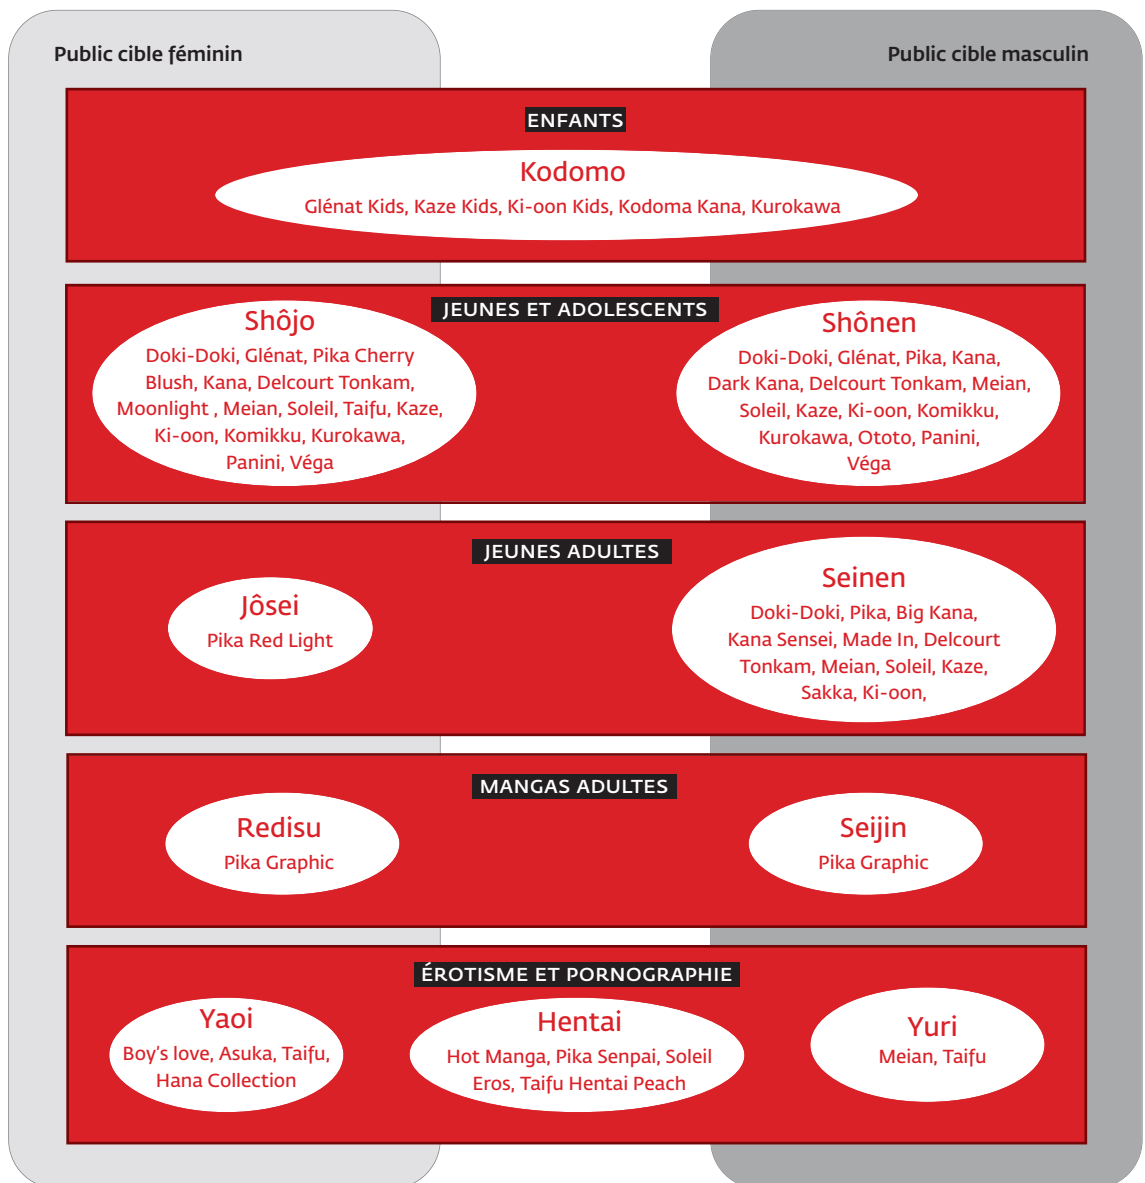 Public cible féminin
Public cible masculin
ENFANTS
Kodomo
Glénat Kids, Kaze Kids, Ki-oon Kids, Kodoma Kana, Kurokawa
JEUNES ET ADOLESCENTS
Shôjo
Doki-Doki, Glénat, Pika Cherry
Blush, Kana, Delcourt Tonkam,
Moonlight , Meian, Soleil, Taifu, Kaze,
Ki-oon, Komikku, Kurokawa,
Panini, Véga
Shônen
Doki-Doki, Glénat, Pika, Kana,
Dark Kana, Delcourt Tonkam, Meian,
Soleil, Kaze, Ki-oon, Komikku,
Kurokawa, Ototo, Panini,
Véga
JEUNES ADULTES
Jôsei
Pika Red Light
Seinen
Doki-Doki, Pika, Big Kana,
Kana Sensei, Made In, Delcourt
Tonkam, Meian, Soleil, Kaze,
Sakka, Ki-oon,
MANGAS ADULTES
Redisu
Pika Graphic
Seijin
Pika Graphic
ÉROTISME ET PORNOGRAPHIE
Yaoi
Boy's love, Asuka, Taifu,
Hana Collection
Hentai
Hot Manga, Pika Senpai, Soleil
Eros, Taifu Hentai Peach
Yuri
Meian, Taifu